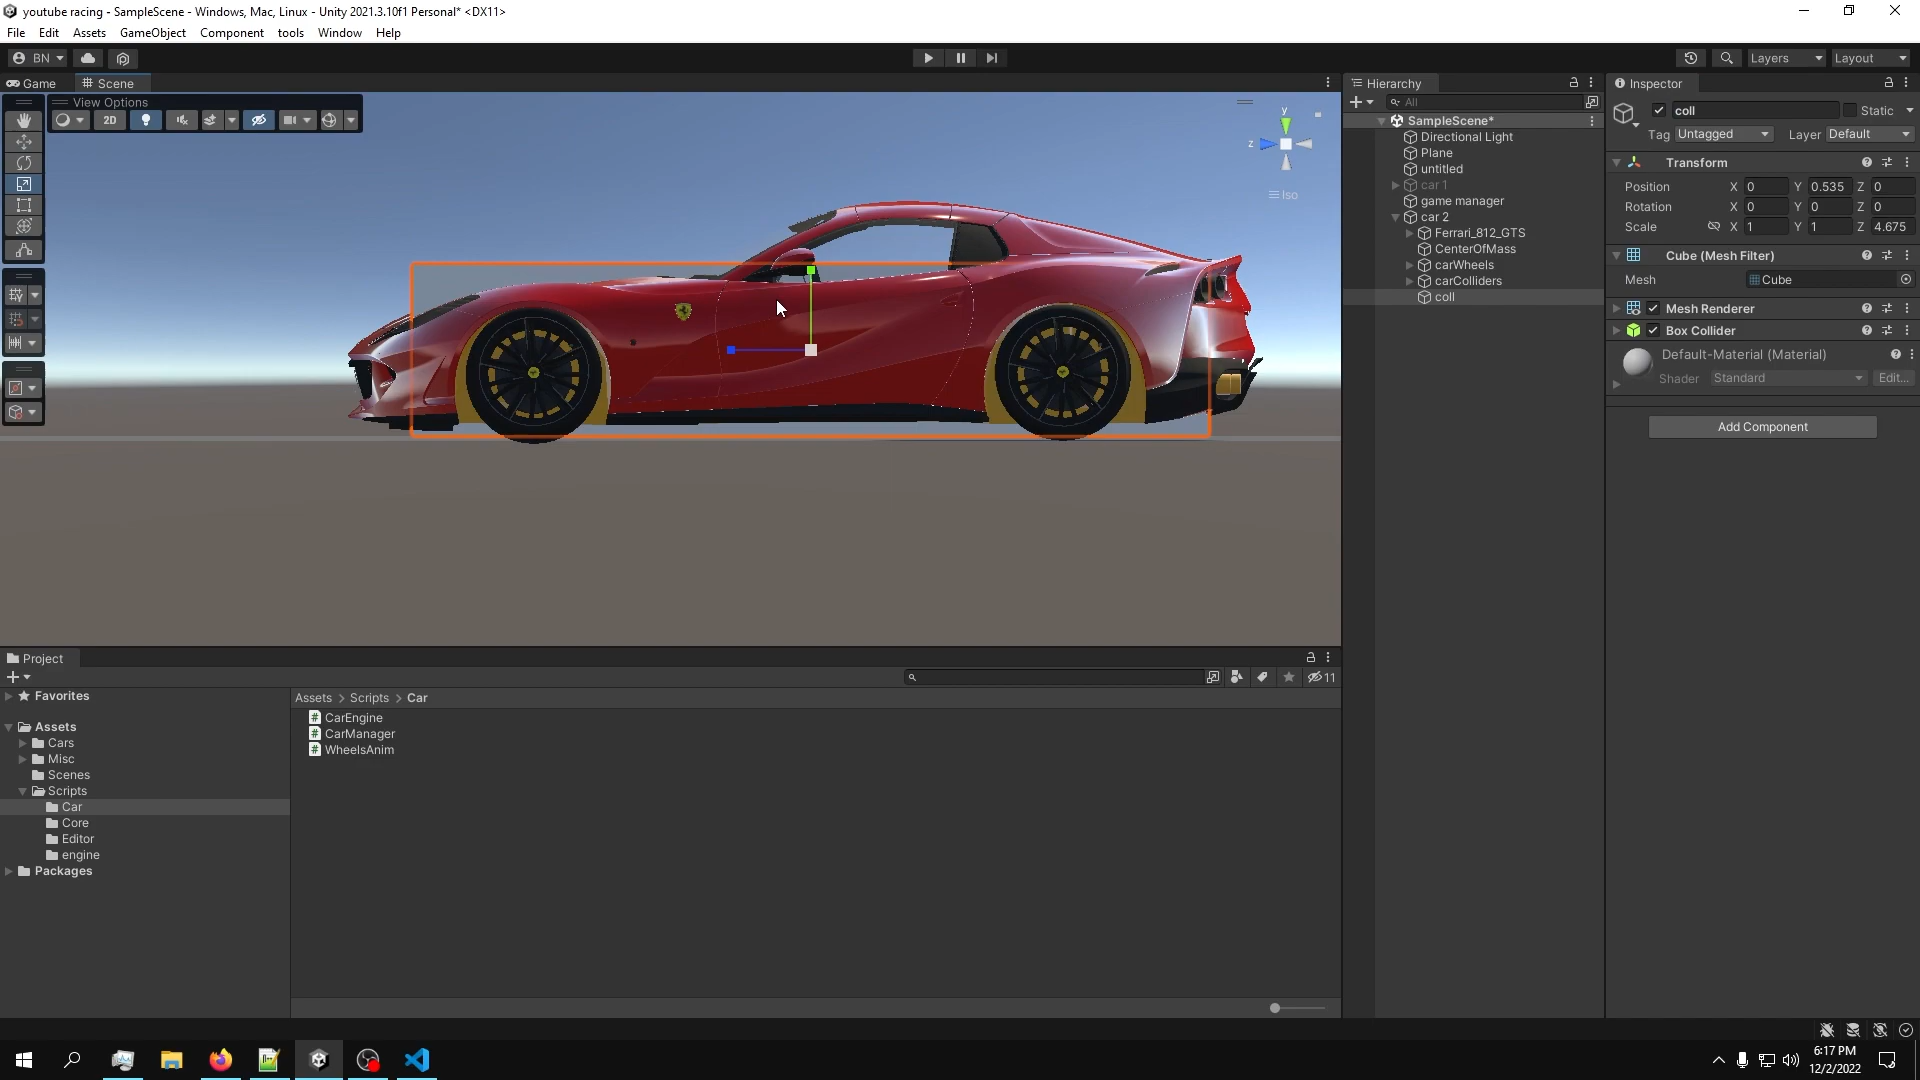 youtube racing - SampleScene - Windows, Mac, Linux - Unity 2021.3.10f1 Personal* <DX11>
File Edit Assets GameObject Component tools Window Help
BN
Layers
Layout
Game
Scene
View Options
2D
y
z
Iso
Hierarchy
All
SampleScene*
Directional Light
Plane
untitled
car 1
game manager
car 2
Ferrari_812_GTS
CenterOfMass
carWheels
carColliders
coll
Inspector
coll
Static
Tag Untagged Layer Default
Transform
Position X 0 Y 0.535 Z 0
Rotation X 0 Y 0 Z 0
Scale X 1 Y 1 Z 4.675
Cube (Mesh Filter)
Mesh Cube
Mesh Renderer
Box Collider
Default-Material (Material)
Shader Standard Edit...
Add Component
Project
11
Favorites
Assets
Cars
Misc
Scenes
Scripts
Car
Core
Editor
engine
Packages
Assets > Scripts > Car
CarEngine
CarManager
WheelsAnim
6:17 PM
12/2/2022